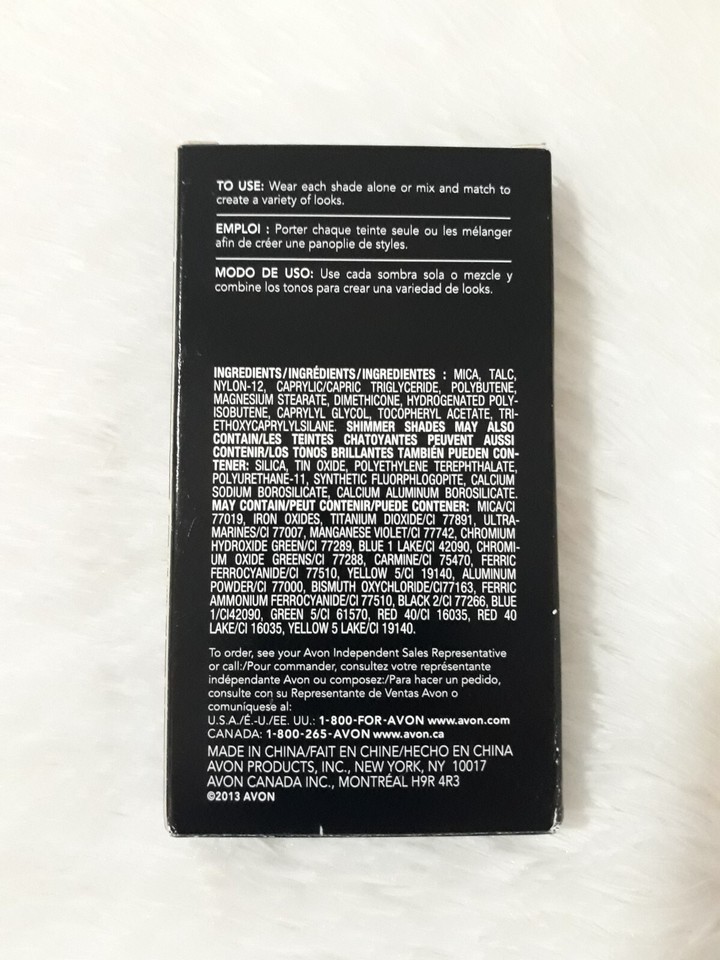 TO USE: Wear each shade alone or mix and match to
create a variety of looks.
EMPLOI : Porter chaque teinte seule ou les mélanger
afin de créer une panoplie de styles.
MODO DE USO: Use cada sombra sola o mezcle y
combine los tonos para crear una variedad de looks.
INGREDIENTS/INGRÉDIENTS/INGREDIENTES : MICA, TALC,
NYLON-12, CAPRYLIC/CAPRIC TRIGLYCERIDE, POLYBUTENE,
MAGNESIUM STEARATE, DIMETHICONE, HYDROGENATED POLY-
ISOBUTENE, CAPRYLYL GLYCOL, TOCOPHERYL ACETATE, TRI-
ETHOXYCAPRYLYLSILANE. SHIMMER SHADES MAY ALSO
CONTAIN/LES TEINTES CHATOYANTES PEUVENT AUSSI
CONTENIR/LOS TONOS BRILLANTES TAMBIÉN PUEDEN CON-
TENER: SILICA, TIN OXIDE, POLYETHYLENE TEREPHTHALATE,
POLYURETHANE-11, SYNTHETIC FLUORPHLOGOPITE, CALCIUM
SODIUM BOROSILICATE, CALCIUM ALUMINUM BOROSILICATE.
MAY CONTAIN/PEUT CONTENIR/PUEDE CONTENER: MICA/CI
77019, IRON OXIDES, TITANIUM DIOXIDE/CI 77891, ULTRA-
MARINES/CI 77007, MANGANESE VIOLET/CI 77742, CHROMIUM
HYDROXIDE GREEN/CI 77289, BLUE 1 LAKE/CI 42090, CHROMI-
UM OXIDE GREENS/CI 77288, CARMINE/CI 75470, FERRIC
FERROCYANIDE/CI 77510, YELLOW 5/CI 19140, ALUMINUM
POWDER/CI 77000, BISMUTH OXYCHLORIDE/CI77163, FERRIC
AMMONIUM FERROCYANIDE/CI 77510, BLACK 2/CI 77266, BLUE
1/CI42090, GREEN 5/CI 61570, RED 40/CI 16035, RED 40
LAKE/CI 16035, YELLOW 5 LAKE/CI 19140.
To order, see your Avon Independent Sales Representative
or call:/Pour commander, consultez votre représentante
indépendante Avon ou composez:/Para hacer un pedido,
consulte con su Representante de Ventas Avon o
comuníquese al:
U.S.A./É.-U./EE. UU.: 1-800-FOR-AVON www.avon.com
CANADA: 1-800-265-AVON www.avon.ca
MADE IN CHINA/FAIT EN CHINE/HECHO EN CHINA
AVON PRODUCTS, INC., NEW YORK, NY 10017
AVON CANADA INC., MONTRÉAL H9R 4R3
©2013 AVON